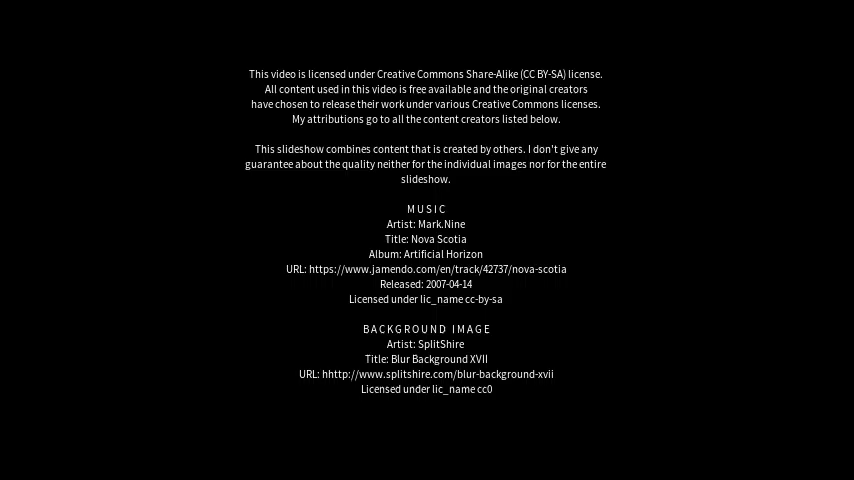 This video is licensed under Creative Commons Share-Alike (CC BY-SA) license.
All content used in this video is free available and the original creators
have chosen to release their work under various Creative Commons licenses.
My attributions go to all the content creators listed below.
This slideshow combines content that is created by others. I don't give any
guarantee about the quality neither for the individual images nor for the entire
slideshow.
MUSIC
Artist: Mark.Nine
Title: Nova Scotia
Album: Artificial Horizon
URL: https://www.jamendo.com/en/track/42737/nova-scotia
Released: 2007-04-14
Licensed under lic_name cc-by-sa
BACKGROUND IMAGE
Artist: SplitShire
Title: Blur Background XVII
URL: hhttp://www.splitshire.com/blur-background-xvii
Licensed under lic_name cc0